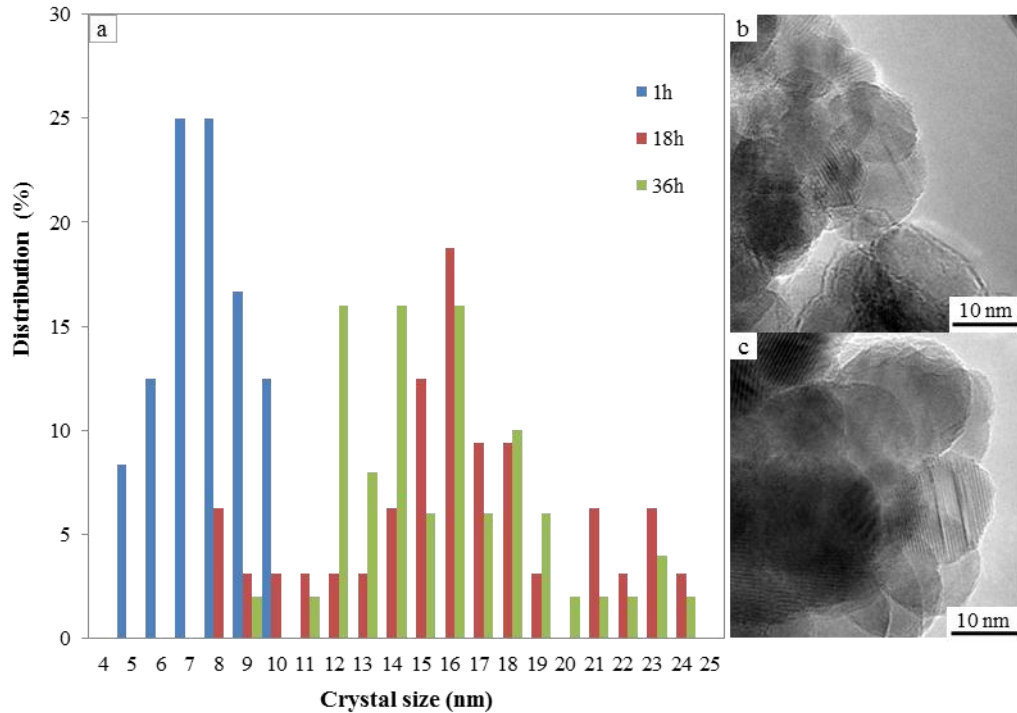 a
30
25
20
15
10
5
0
Distribution (%)
1h
18h
36h
4 5 6 7 8 9 10 11 12 13 14 15 16 17 18 19 20 21 22 23 24 25
Crystal size (nm)
b
10 nm
c
10 nm